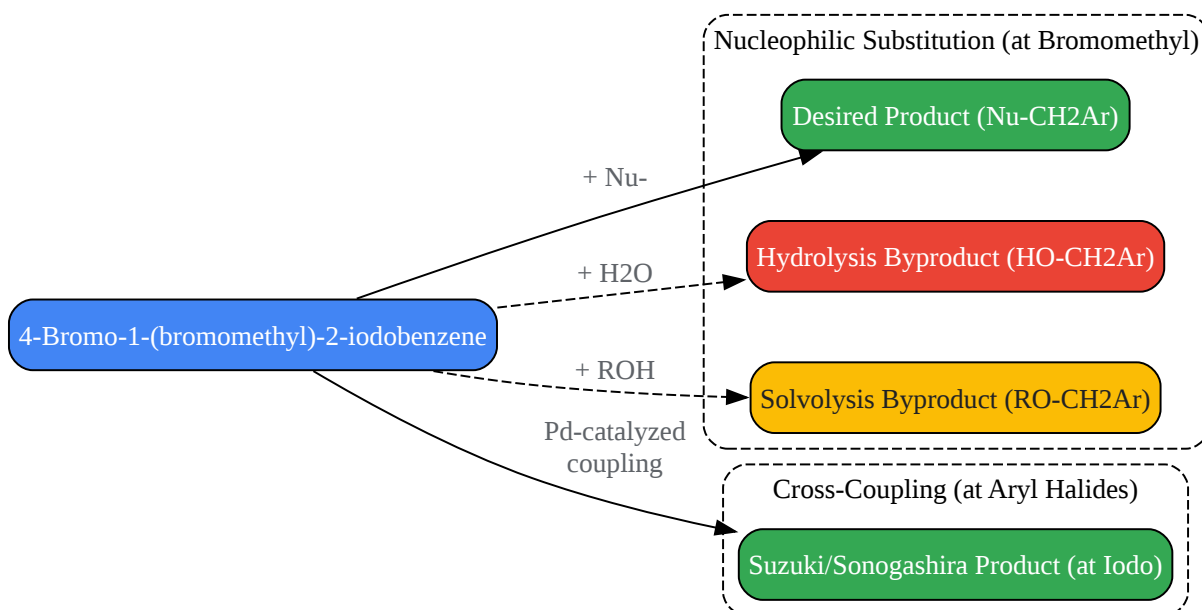 Nucleophilic Substitution (at Bromomethyl)
Desired Product (Nu-CH2Ar)
+ Nu-
Hydrolysis Byproduct (HO-CH2Ar)
+ H2O
4-Bromo-1-(bromomethyl)-2-iodobenzene
+ ROH
Solvolysis Byproduct (RO-CH2Ar)
Pd-catalyzed
coupling
Cross-Coupling (at Aryl Halides)
Suzuki/Sonogashira Product (at Iodo)